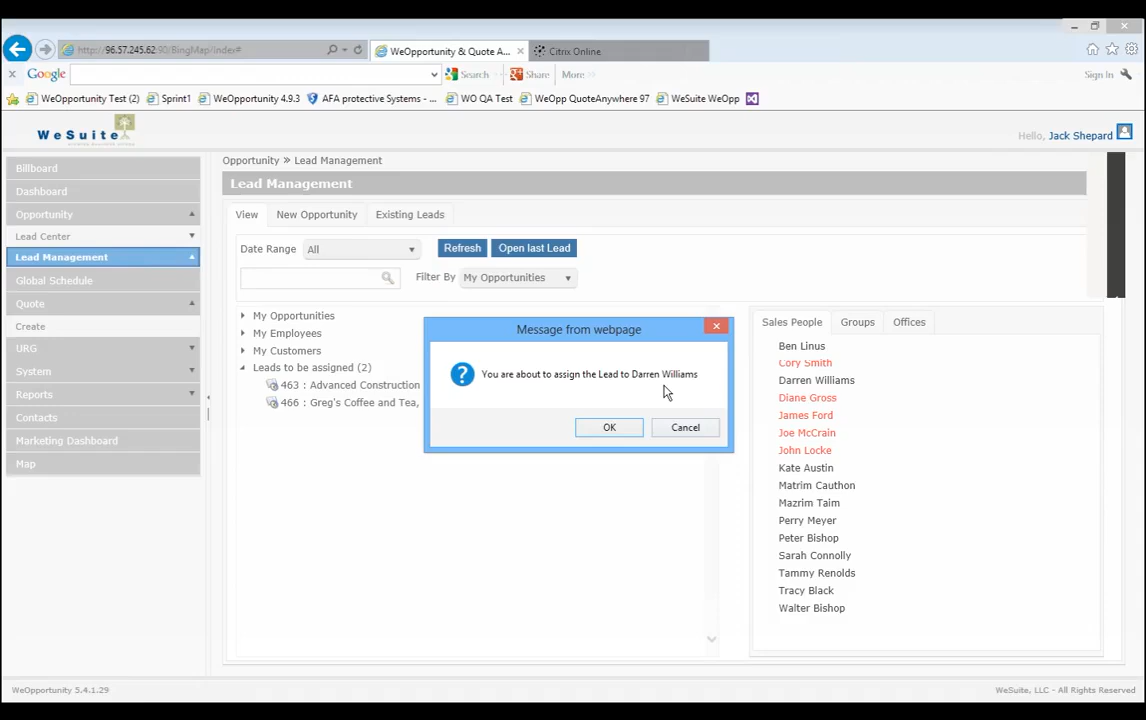 http://96.57.245.62:90/BingMap/Index#
WeOpportunity & Quote A...
Citrix Online
Google
Search
Share
More
Sign In
WeOpportunity Test (2)
Sprint1
WeOpportunity 4.9.3
AFA protective Systems - ...
WO QA Test
WeOpp QuoteAnywhere 97
WeSuite WeOpp
WeSuite
Hello, Jack Shepard
Billboard
Dashboard
Opportunity
Lead Center
Lead Management
Global Schedule
Quote
Create
URG
System
Reports
Contacts
Marketing Dashboard
Map
Opportunity » Lead Management
Lead Management
View
New Opportunity
Existing Leads
Date Range
All
Refresh
Open last Lead
Filter By
My Opportunities
My Opportunities
My Employees
My Customers
Leads to be assigned (2)
463 : Advanced Construction
466 : Greg's Coffee and Tea,
Message from webpage
You are about to assign the Lead to Darren Williams
OK
Cancel
Sales People
Groups
Offices
Ben Linus
Cory Smith
Darren Williams
Diane Gross
James Ford
Joe McCrain
John Locke
Kate Austin
Matrim Cauthon
Mazrim Taim
Perry Meyer
Peter Bishop
Sarah Connolly
Tammy Renolds
Tracy Black
Walter Bishop
WeOpportunity 5.4.1.29
WeSuite, LLC - All Rights Reserved